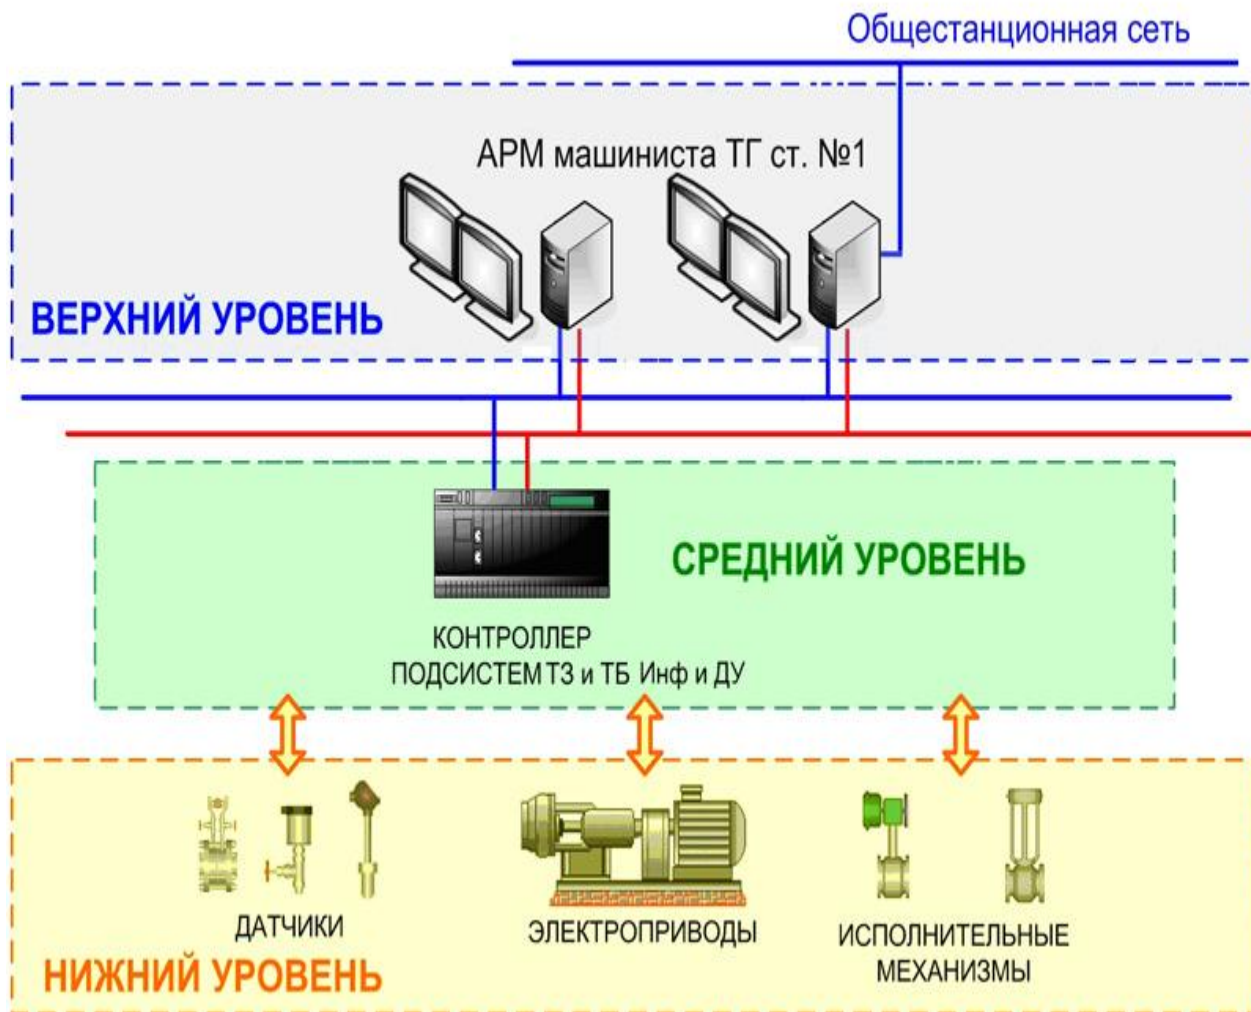 Общестанционная сеть
АРМ машиниста ТГ ст. №1
ВЕРХНИЙ УРОВЕНЬ
СРЕДНИЙ УРОВЕНЬ
КОНТРОЛЛЕР
ПОДСИСТЕМ ТЗ и ТБ Инф и ДУ
ДАТЧИКИ
ЭЛЕКТРОПРИВОДЫ
ИСПОЛНИТЕЛЬНЫЕ
МЕХАНИЗМЫ
НИЖНИЙ УРОВЕНЬ